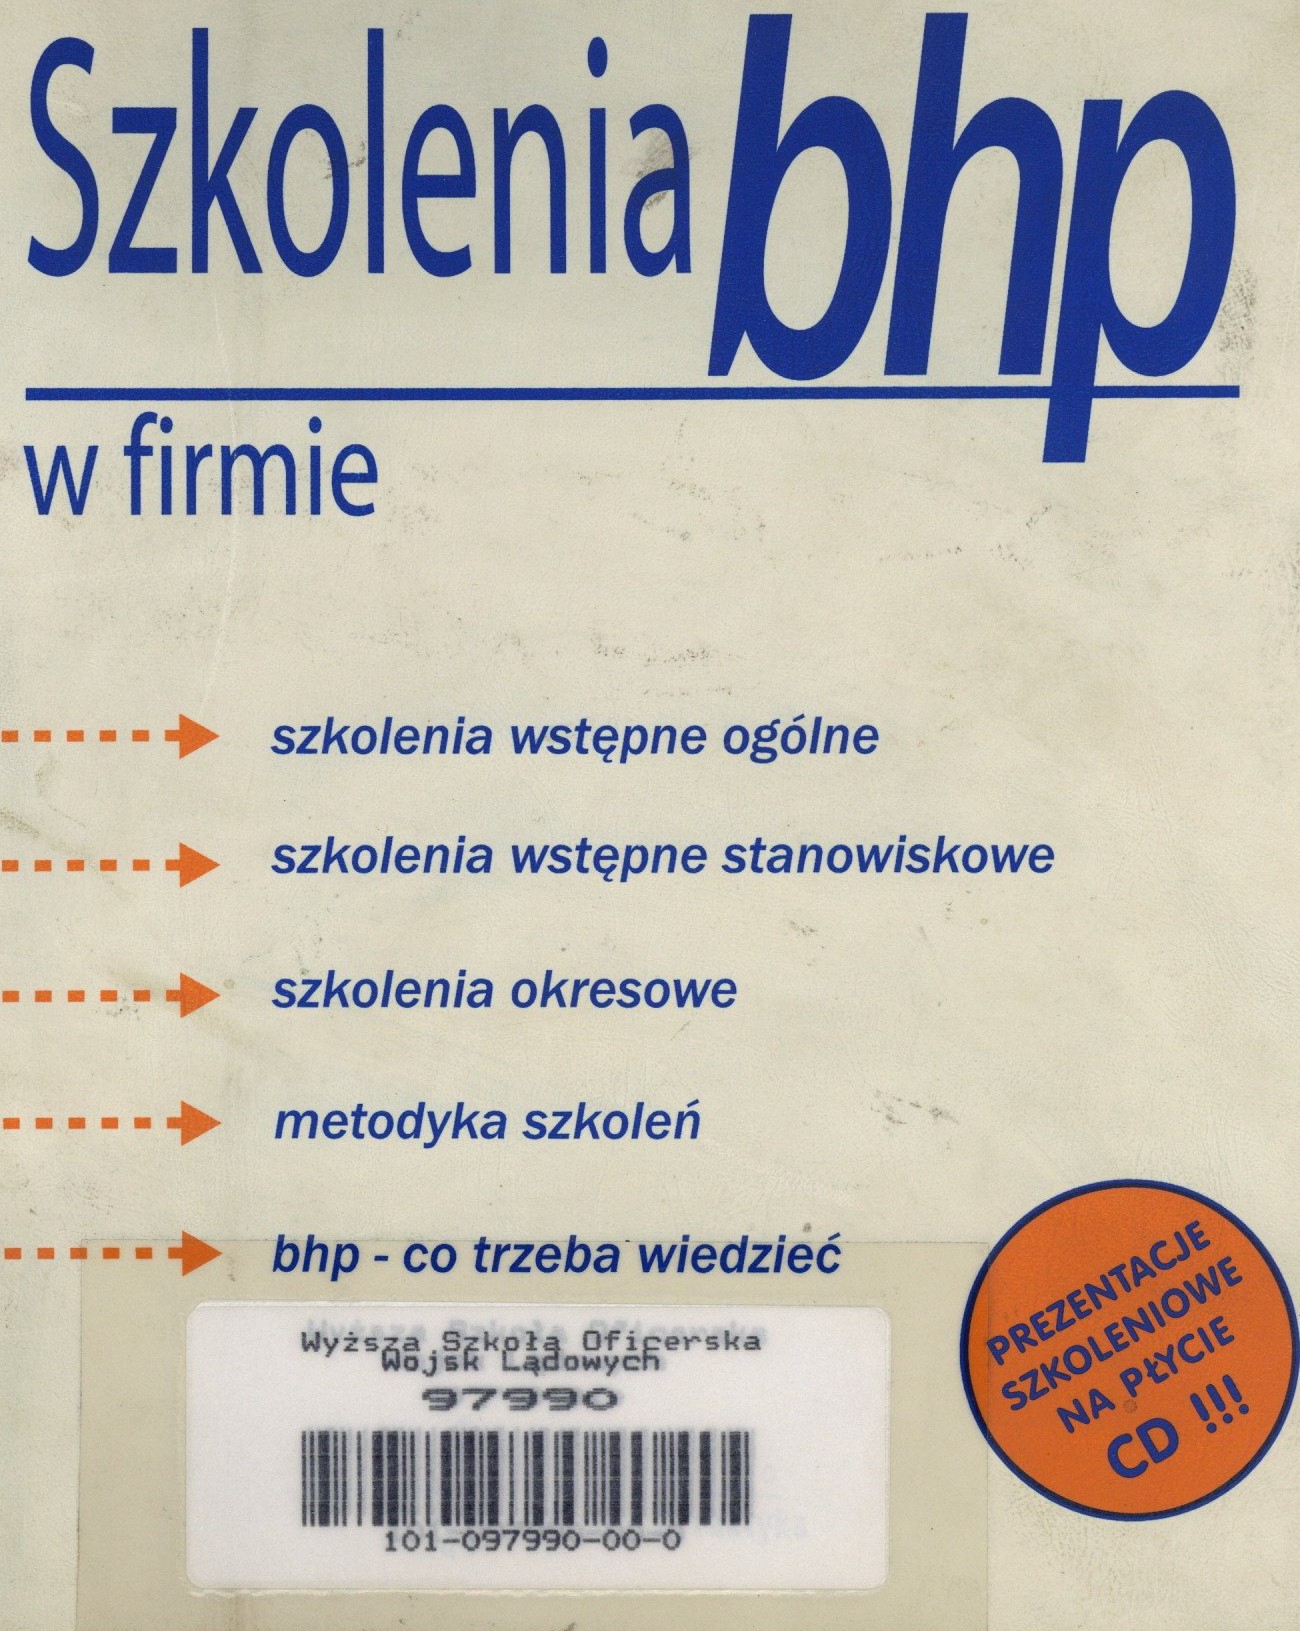 Szkolenia bhp
w firmie
szkolenia wstępne ogólne
szkolenia wstępne stanowiskowe
szkolenia okresowe
metodyka szkoleń
bhp - co trzeba wiedzieć
PREZENTACJE
SZKOLENIOWE
NA PŁYCIE
CD !!!
Wyższa Szkoła Oficerska
Wojsk Lądowych
97990
101-097990-00-0